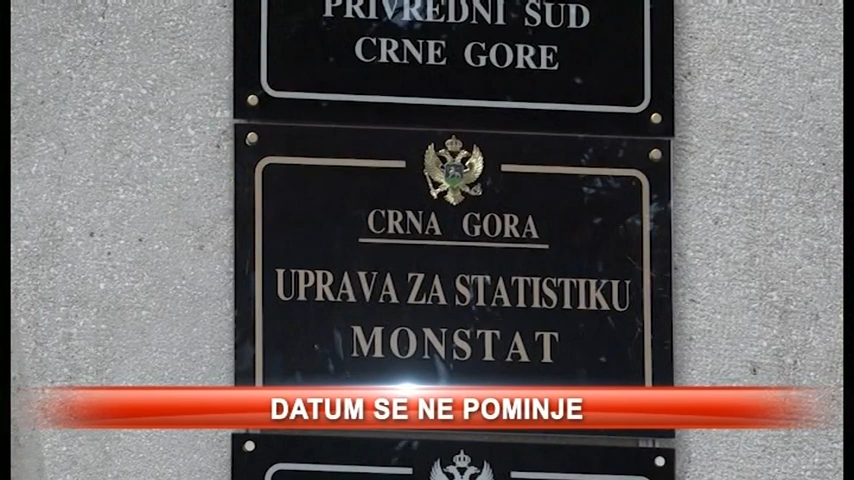 PRIVREDNI SUD
CRNE GORE
CRNA GORA
UPRAVA ZA STATISTIKU
MONSTAT
DATUM SE NE POMINJE